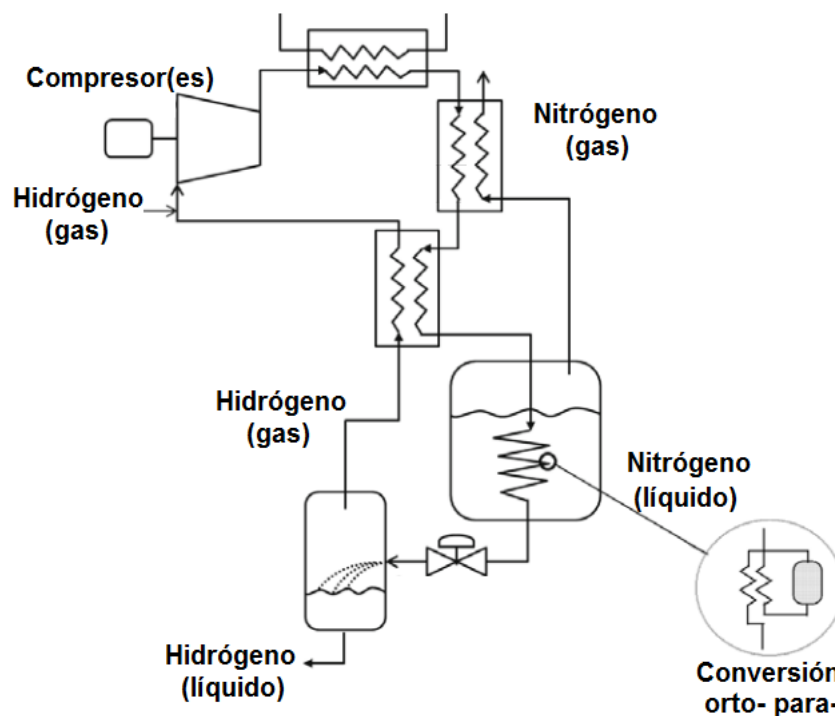 Compresor(es)
Nitrógeno
(gas)
Hidrógeno
(gas)
Hidrógeno
(gas)
Nitrógeno
(líquido)
Hidrógeno
(líquido)
Conversión
orto- para-